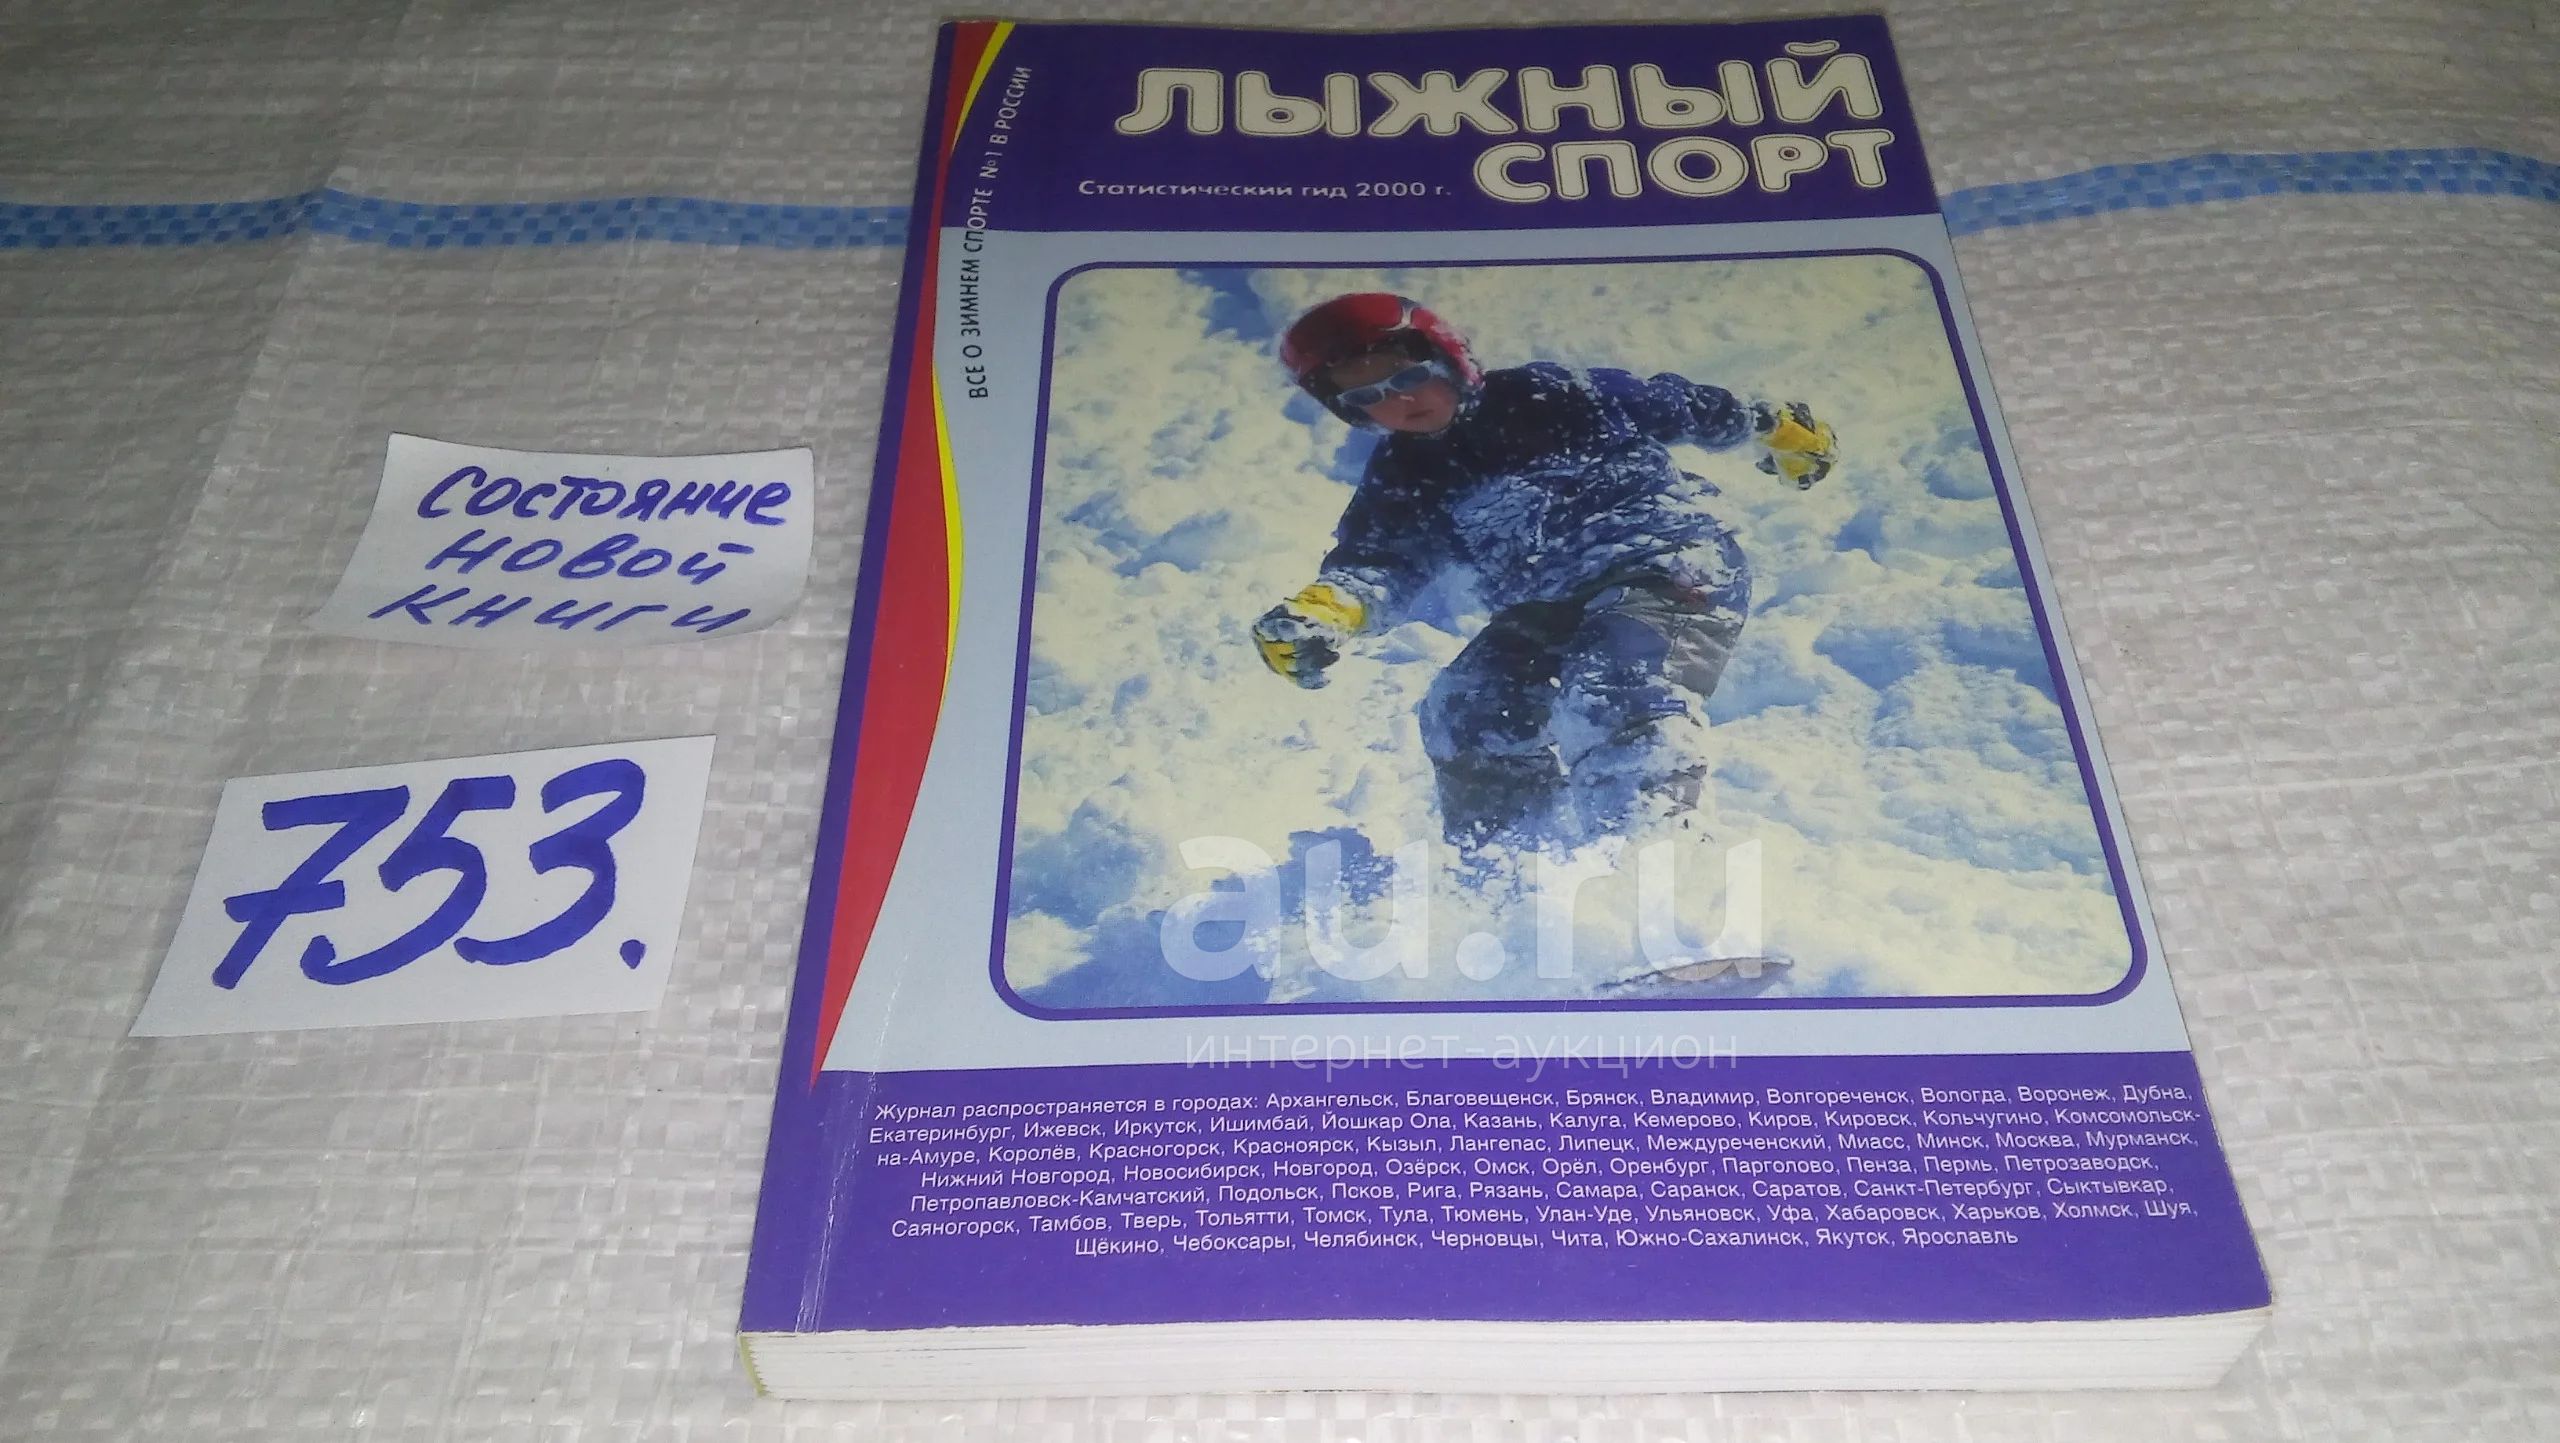 ЛЫЖНЫЙ
СПОРТ
Статистический гид 2000 г.
ВСЕ О ЗИМНЕМ СПОРТЕ №1 В РОССИИ
Состояние
новой
книги
753.
au.ru
интернет-аукцион
Журнал распространяется в городах: Архангельск, Благовещенск, Брянск, Владимир, Волгореченск, Вологда, Воронеж, Дубна,
Екатеринбург, Ижевск, Иркутск, Ишимбай, Йошкар Ола, Казань, Калуга, Кемерово, Киров, Кировск, Кольчугино, Комсомольск-
на-Амуре, Королёв, Красногорск, Красноярск, Кызыл, Лангепас, Липецк, Междуреченский, Миасс, Минск, Москва, Мурманск,
Нижний Новгород, Новосибирск, Новгород, Озёрск, Омск, Орёл, Оренбург, Парголово, Пенза, Пермь, Петрозаводск,
Петропавловск-Камчатский, Подольск, Псков, Рига, Рязань, Самара, Саранск, Саратов, Санкт-Петербург, Сыктывкар,
Саяногорск, Тамбов, Тверь, Тольятти, Томск, Тула, Тюмень, Улан-Уде, Ульяновск, Уфа, Хабаровск, Харьков, Холмск, Шуя,
Щёкино, Чебоксары, Челябинск, Черновцы, Чита, Южно-Сахалинск, Якутск, Ярославль